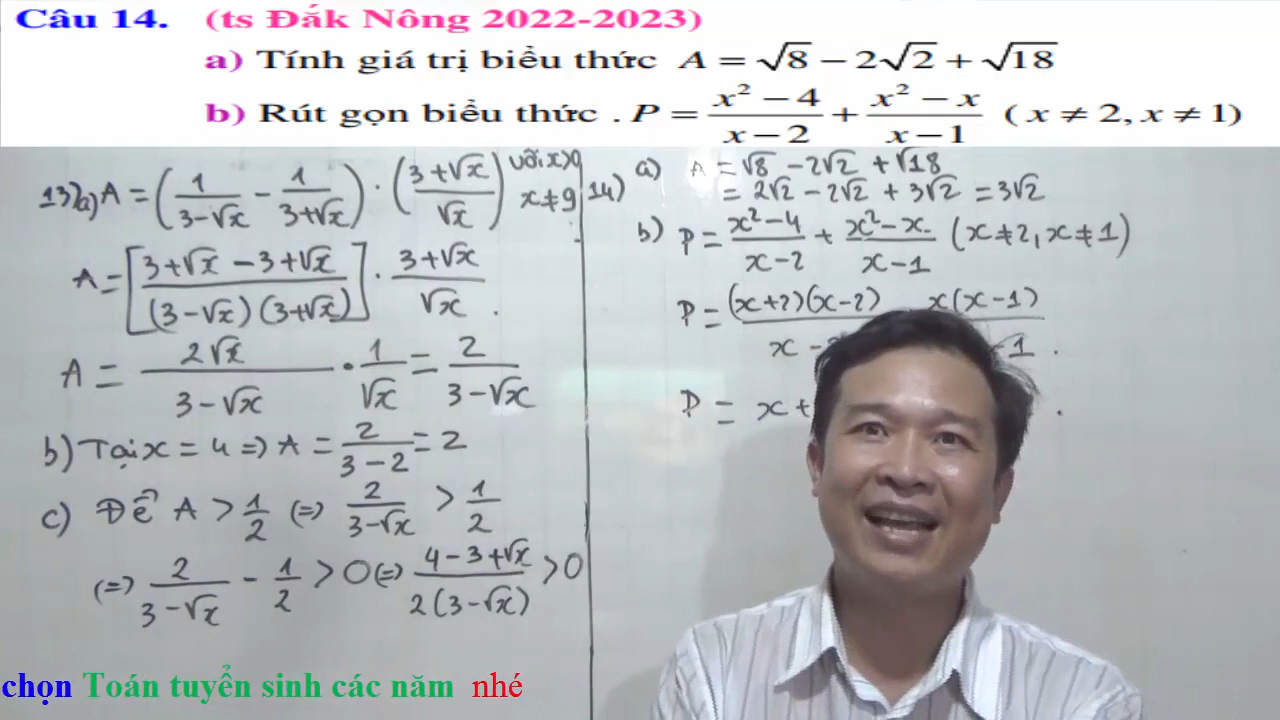 Câu 14. (ts Đắk Nông 2022-2023)
a) Tính giá trị biểu thức A = √8 − 2√2 + √18
b) Rút gọn biểu thức . P = (x² − 4)/(x − 2) + (x² − x)/(x − 1) ( x ≠ 2, x ≠ 1)
13)a) A = (1/(3−√x) − 1/(3+√x)) · ((3+√x)/√x) với x>0 x≠9
A = [(3+√x −3+√x)/((3−√x)(3+√x))] · (3+√x)/√x .
A = 2√x/(3−√x) · 1/√x = 2/(3−√x)
b) Tại x = 4 => A = 2/(3−2) = 2
c) Để A > 1/2 (=) 2/(3−√x) > 1/2
(=) 2/(3−√x) − 1/2 > 0 (=) (4−3+√x)/(2(3−√x)) > 0
14) a) A = √8 − 2√2 + √18
= 2√2 − 2√2 + 3√2 = 3√2
b) P = (x²−4)/(x−2) + (x²−x)/(x−1) (x≠2, x≠1)
P = (x+2)(x−2) x(x−1)
x − 1 .
P = x+ .
chọn Toán tuyển sinh các năm nhé